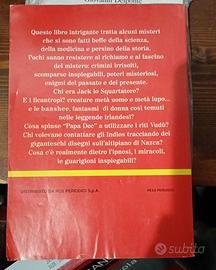 Giovanni Delponte
Questo libro intrigante tratta alcuni misteri
che si sono fatti beffe della scienza,
della medicina e persino della storia.
Pochi sanno resistere al richiamo e al fascino
del mistero: crimini irrisolti,
scomparse inspiegabili, poteri misteriosi,
enigmi del passato e del presente.
Chi era Jack lo Squartatore?
E i licantropi? creature metà uomo e metà lupo...
e le banshee, fantasmi di donna così temuti
nelle leggende irlandesi?
Cosa spinse "Papa Doc" a utilizzare i riti Vudù?
Chi volevano contattare gli Indios tracciando dei
giganteschi disegni sull'altipiano di Nazca?
Cosa c'è realmente dietro l'ipnosi, i miracoli,
le guarigioni inspiegabili?
DISTRIBUITO DA RCS PERIODICI S.p.A.
PESO PERIODICI
subito